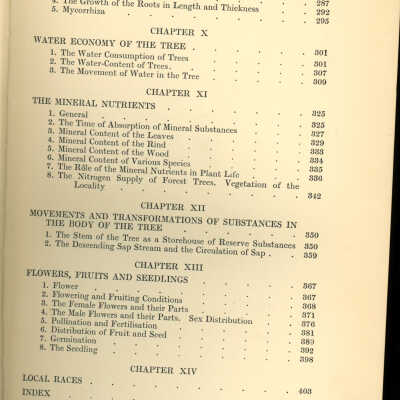 4. The Growth of the Roots in Length and Thickness . . 287
5. Mycorrhiza . . . . . . 292
295
CHAPTER X
WATER ECONOMY OF THE TREE . . . . . 301
1. The Water Consumption of Trees . . . . 301
2. The Water-Content of Trees. . . . . 307
3. The Movement of Water in the Tree . . . . 309
CHAPTER XI
THE MINERAL NUTRIENTS . . . . . 325
1. General . . . . . . 325
2. The Time of Absorption of Mineral Substances . . 327
3. Mineral Content of the Leaves . . . . 329
4. Mineral Content of the Rind . . . . 333
5. Mineral Content of the Wood . . . . 334
6. Mineral Content of Various Species . . . 335
7. The Rôle of the Mineral Nutrients in Plant Life . . 336
8. The Nitrogen Supply of Forest Trees. Vegetation of the
Locality . . . . . . 342
CHAPTER XII
MOVEMENTS AND TRANSFORMATIONS OF SUBSTANCES IN
THE BODY OF THE TREE . . . . . 350
1. The Stem of the Tree as a Storehouse of Reserve Substances 350
2. The Descending Sap Stream and the Circulation of Sap . 359
CHAPTER XIII
FLOWERS, FRUITS AND SEEDLINGS . . . . 367
1. Flower . . . . . . 367
2. Flowering and Fruiting Conditions . . . . 368
3. The Female Flowers and their Parts . . . 371
4. The Male Flowers and their Parts. Sex Distribution . . 376
5. Pollination and Fertilisation . . . . 381
6. Distribution of Fruit and Seed . . . . 389
7. Germination . . . . . . 392
8. The Seedling . . . . . . 398
CHAPTER XIV
LOCAL RACES . . . . . . 403
INDEX . . . . . .